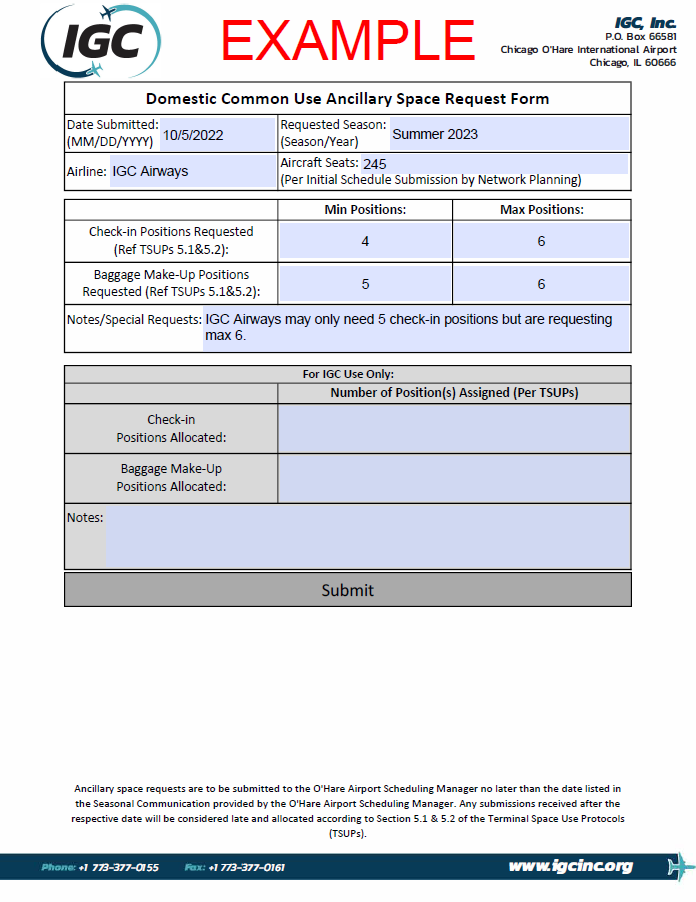 IGC
EXAMPLE
IGC, Inc.
P.O. Box 66581
Chicago O'Hare International Airport
Chicago, IL 60666
Domestic Common Use Ancillary Space Request Form
Date Submitted:
(MM/DD/YYYY) 10/5/2022
Requested Season:
(Season/Year) Summer 2023
Airline: IGC Airways
Aircraft Seats: 245
(Per Initial Schedule Submission by Network Planning)
Min Positions: Max Positions:
Check-in Positions Requested
(Ref TSUPs 5.1&5.2): 4 6
Baggage Make-Up Positions
Requested (Ref TSUPs 5.1&5.2): 5 6
Notes/Special Requests: IGC Airways may only need 5 check-in positions but are requesting
max 6.
For IGC Use Only:
Number of Position(s) Assigned (Per TSUPs)
Check-in
Positions Allocated:
Baggage Make-Up
Positions Allocated:
Notes:
Submit
Ancillary space requests are to be submitted to the O'Hare Airport Scheduling Manager no later than the date listed in
the Seasonal Communication provided by the O'Hare Airport Scheduling Manager. Any submissions received after the
respective date will be considered late and allocated according to Section 5.1 & 5.2 of the Terminal Space Use Protocols
(TSUPs).
Phone: +1 773-377-0155 Fax: +1 773-377-0161 www.igcinc.org